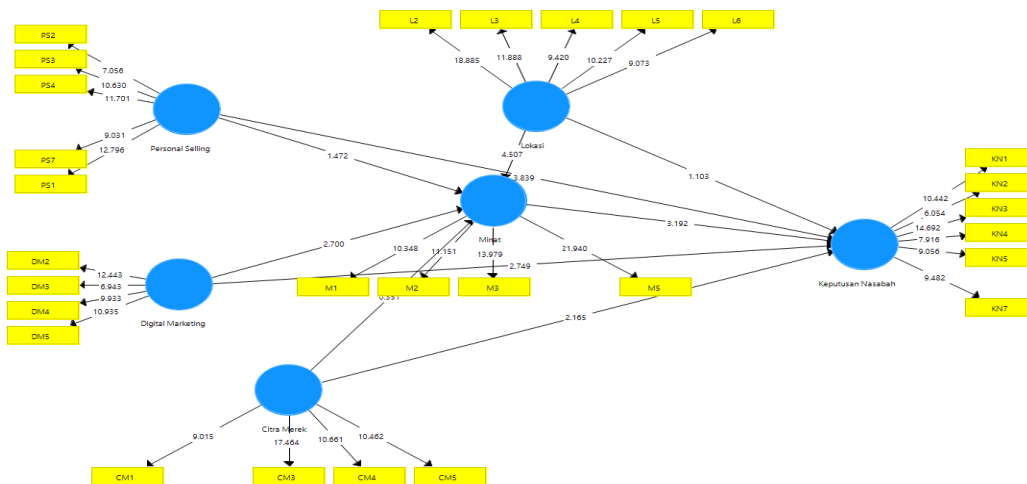 L2
L3
L4
L5
L6
PS2
PS3
PS4
PS7
PS1
7.056
10.630
11.701
9.031
12.796
Personal Selling
18.885
11.888
9.420
10.227
9.073
Lokasi
1.472
4.507
3.839
1.103
KN1
KN2
KN3
KN4
KN5
KN7
10.442
6.054
14.692
7.916
9.056
9.482
Keputusan Nasabah
Minat
3.192
2.700
10.348
11.151
13.979
21.940
2.749
M1
M2
M3
M5
DM2
DM3
DM4
DM5
12.443
6.943
9.933
10.935
Digital Marketing
2.165
Citra Merek
9.015
17.464
10.661
10.462
CM1
CM3
CM4
CM5